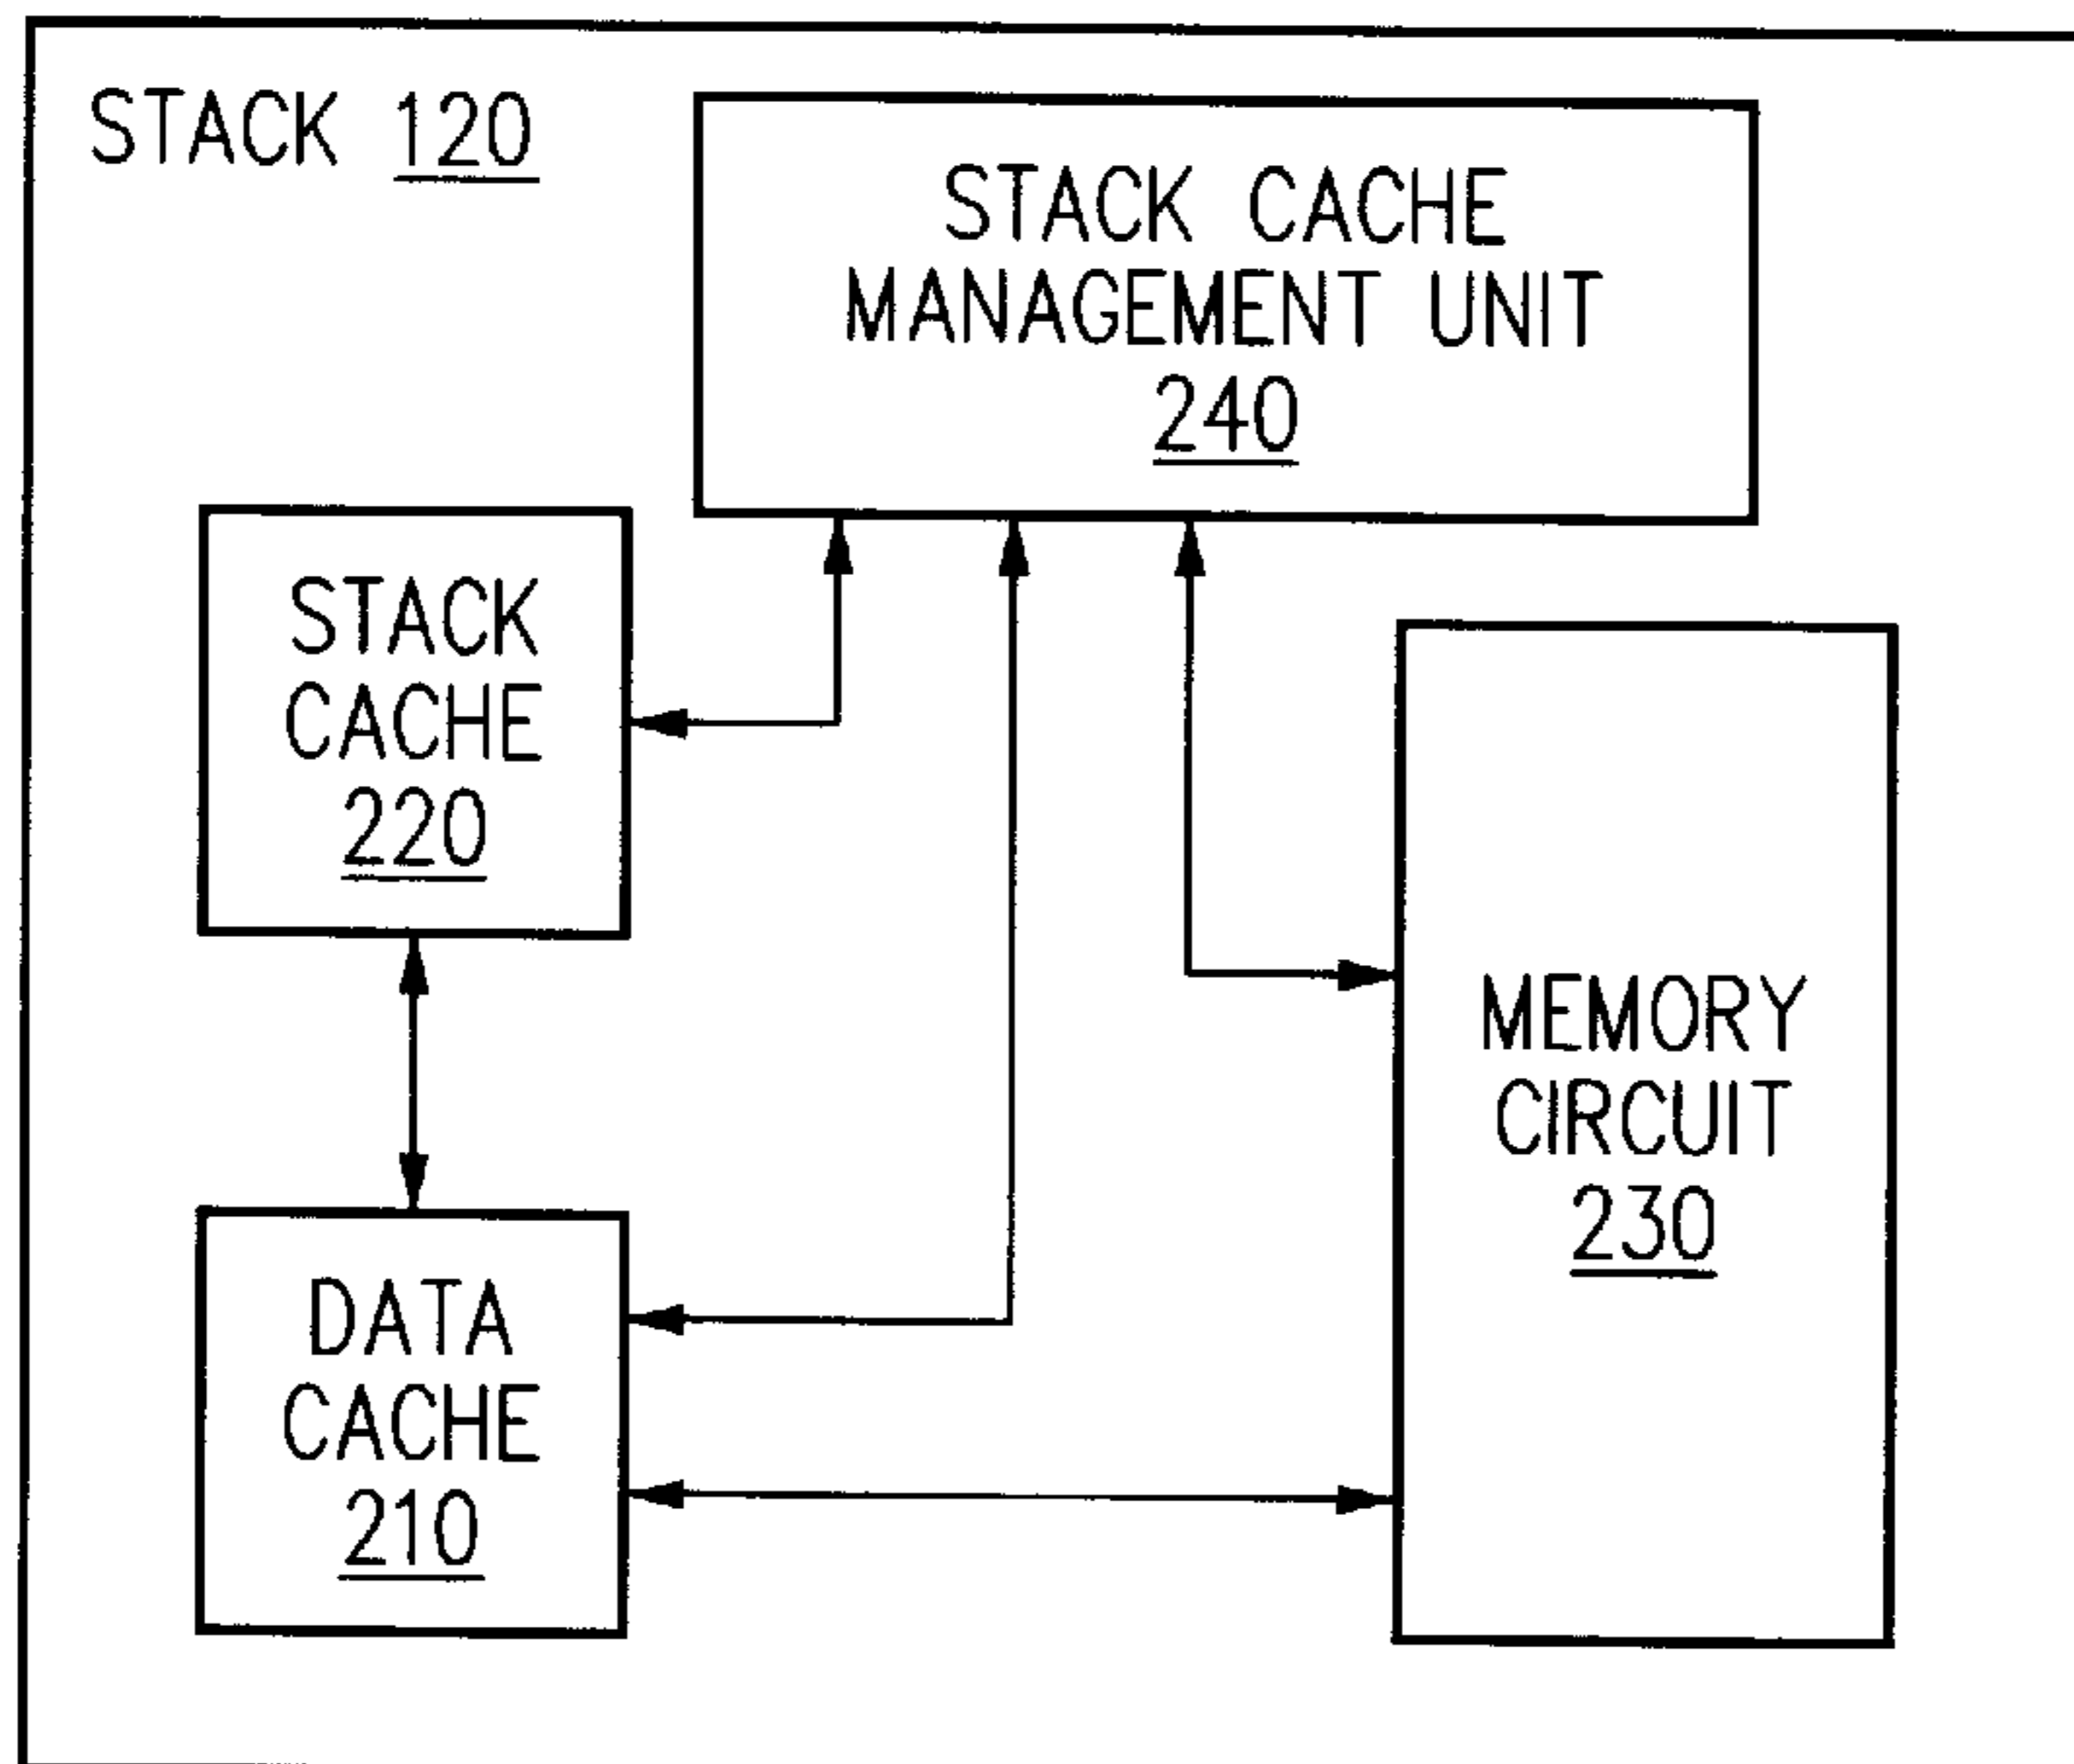 STACK 120
STACK CACHE
MANAGEMENT UNIT
240
STACK
CACHE
220
MEMORY
CIRCUIT
230
DATA
CACHE
210